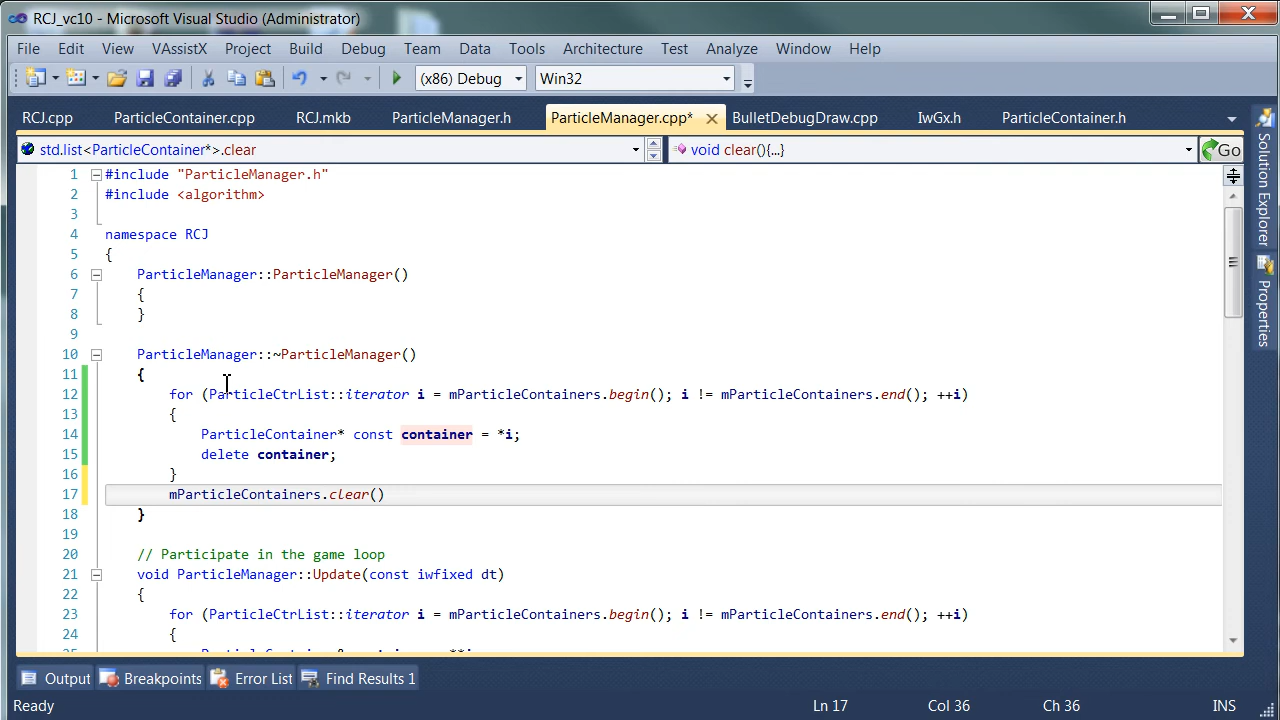 RCJ_vc10 - Microsoft Visual Studio (Administrator)
File Edit View VAssistX Project Build Debug Team Data Tools Architecture Test Analyze Window Help
(x86) Debug Win32
RCJ.cpp ParticleContainer.cpp RCJ.mkb ParticleManager.h ParticleManager.cpp* BulletDebugDraw.cpp IwGx.h ParticleContainer.h
std.list<ParticleContainer*>.clear void clear(){...} Go
1 #include "ParticleManager.h"
2 #include <algorithm>
3
4 namespace RCJ
5 {
6 ParticleManager::ParticleManager()
7 {
8 }
9
10 ParticleManager::~ParticleManager()
11 {
12 for (ParticleCtrList::iterator i = mParticleContainers.begin(); i != mParticleContainers.end(); ++i)
13 {
14 ParticleContainer* const container = *i;
15 delete container;
16 }
17 mParticleContainers.clear()
18 }
19
20 // Participate in the game loop
21 void ParticleManager::Update(const iwfixed dt)
22 {
23 for (ParticleCtrList::iterator i = mParticleContainers.begin(); i != mParticleContainers.end(); ++i)
24 {
Solution Explorer
Properties
Output Breakpoints Error List Find Results 1
Ready Ln 17 Col 36 Ch 36 INS